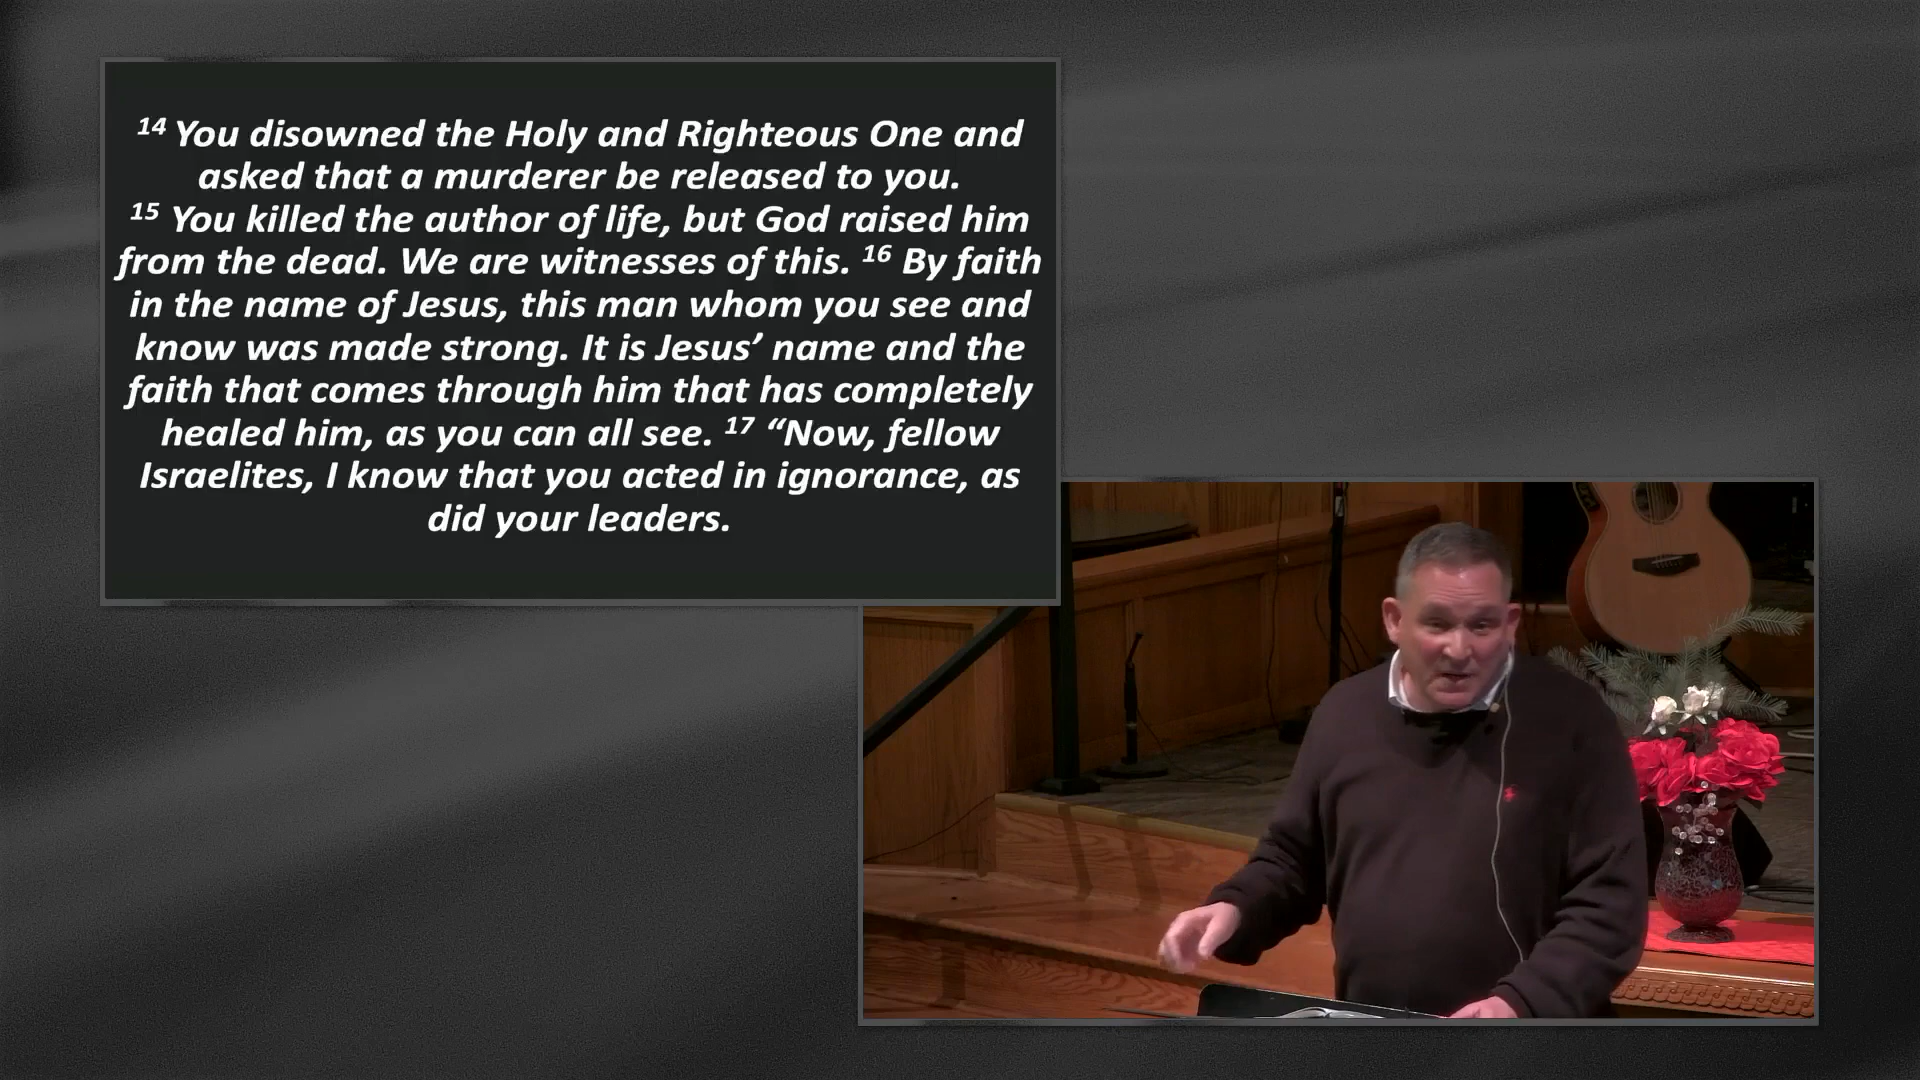 14 You disowned the Holy and Righteous One and
asked that a murderer be released to you.
15 You killed the author of life, but God raised him
from the dead. We are witnesses of this. 16 By faith
in the name of Jesus, this man whom you see and
know was made strong. It is Jesus’ name and the
faith that comes through him that has completely
healed him, as you can all see. 17 “Now, fellow
Israelites, I know that you acted in ignorance, as
did your leaders.